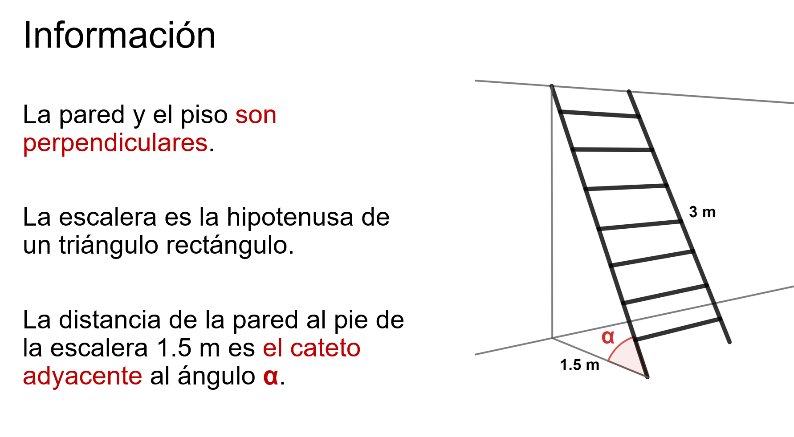 Información
La pared y el piso son
perpendiculares.
La escalera es la hipotenusa de
un triángulo rectángulo.
La distancia de la pared al pie de
la escalera 1.5 m es el cateto
adyacente al ángulo α.
3 m
α
1.5 m